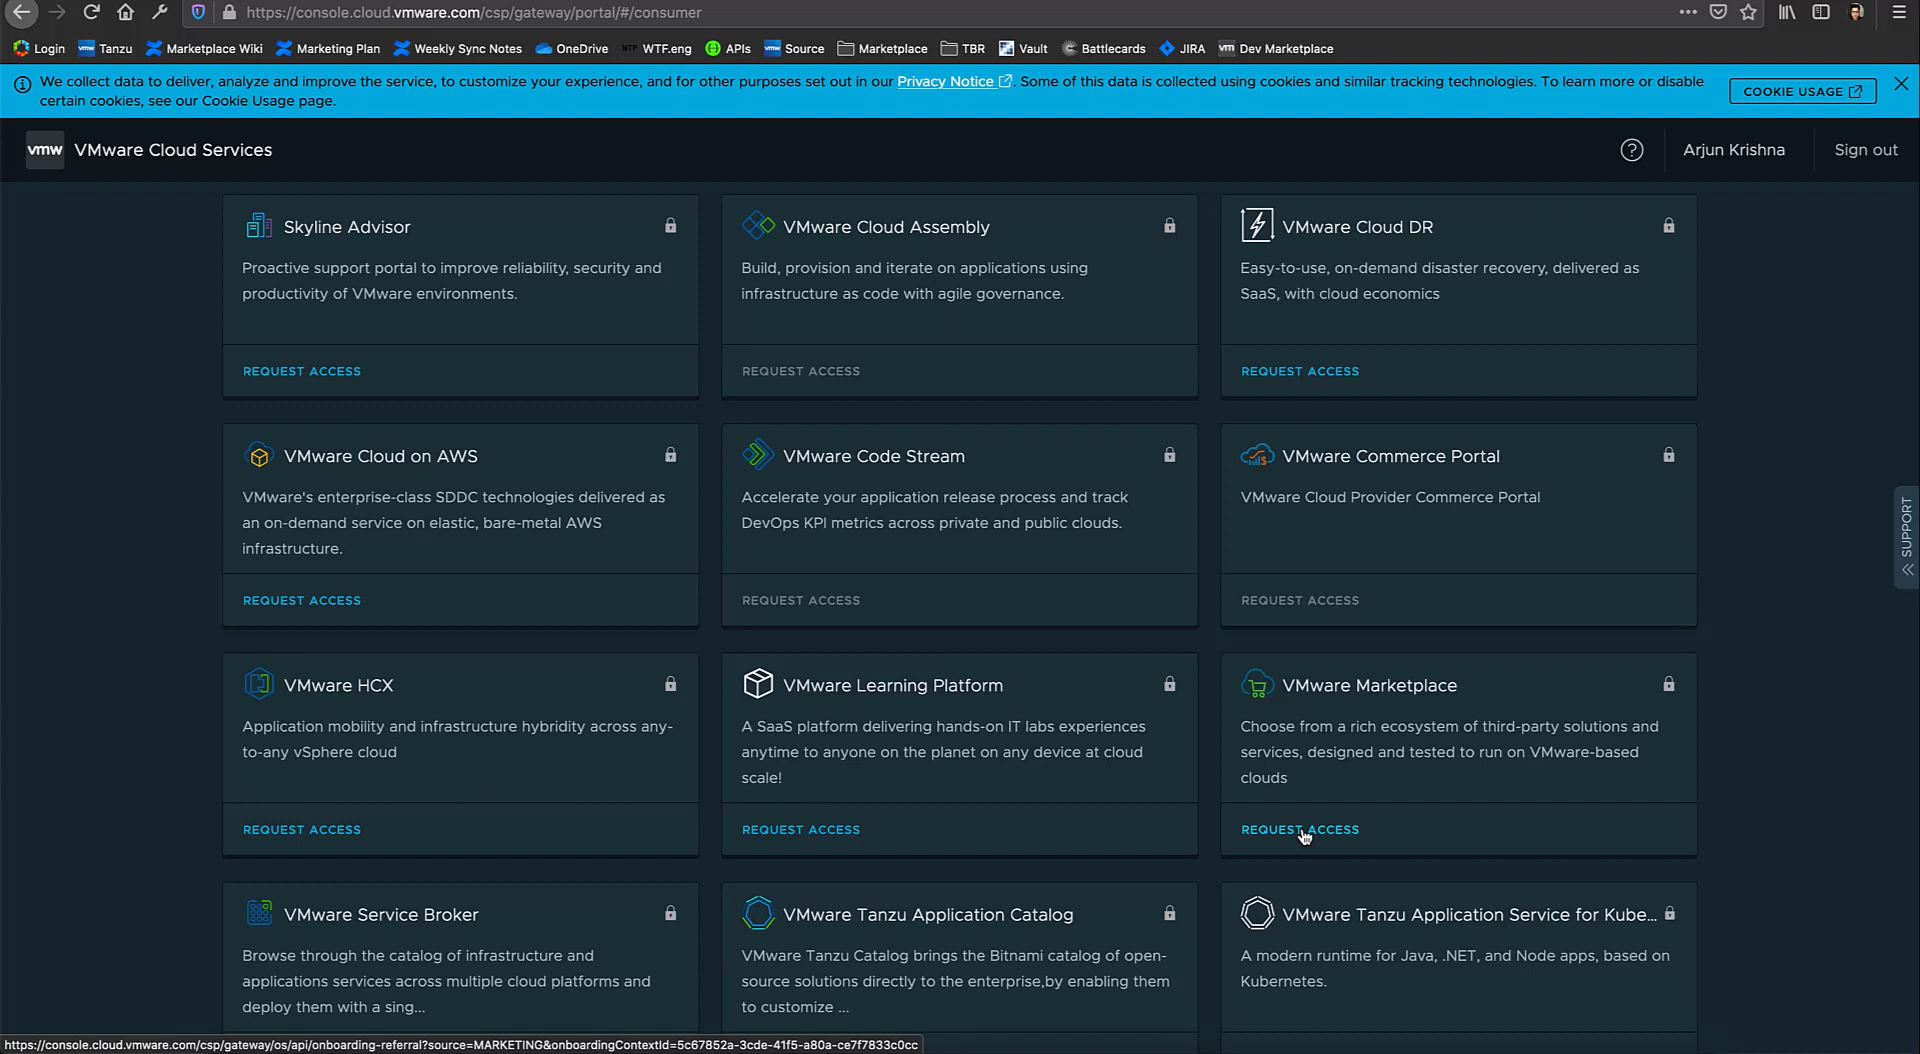 https://console.cloud.vmware.com/csp/gateway/portal/#/consumer
Login
vmw Tanzu
Marketplace Wiki
Marketing Plan
Weekly Sync Notes
OneDrive
WTF WTF.eng
APIs
vmw Source
Marketplace
TBR
Vault
Battlecards
JIRA
vm Dev Marketplace
We collect data to deliver, analyze and improve the service, to customize your experience, and for other purposes set out in our Privacy Notice. Some of this data is collected using cookies and similar tracking technologies. To learn more or disable
certain cookies, see our Cookie Usage page.
COOKIE USAGE
vmw VMware Cloud Services
Arjun Krishna
Sign out
Skyline Advisor
Proactive support portal to improve reliability, security and
productivity of VMware environments.
REQUEST ACCESS
VMware Cloud Assembly
Build, provision and iterate on applications using
infrastructure as code with agile governance.
REQUEST ACCESS
VMware Cloud DR
Easy-to-use, on-demand disaster recovery, delivered as
SaaS, with cloud economics
REQUEST ACCESS
VMware Cloud on AWS
VMware's enterprise-class SDDC technologies delivered as
an on-demand service on elastic, bare-metal AWS
infrastructure.
REQUEST ACCESS
VMware Code Stream
Accelerate your application release process and track
DevOps KPI metrics across private and public clouds.
REQUEST ACCESS
VMware Commerce Portal
VMware Cloud Provider Commerce Portal
REQUEST ACCESS
SUPPORT
VMware HCX
Application mobility and infrastructure hybridity across any-
to-any vSphere cloud
REQUEST ACCESS
VMware Learning Platform
A SaaS platform delivering hands-on IT labs experiences
anytime to anyone on the planet on any device at cloud
scale!
REQUEST ACCESS
VMware Marketplace
Choose from a rich ecosystem of third-party solutions and
services, designed and tested to run on VMware-based
clouds
REQUEST ACCESS
VMware Service Broker
Browse through the catalog of infrastructure and
applications services across multiple cloud platforms and
deploy them with a sing...
VMware Tanzu Application Catalog
VMware Tanzu Catalog brings the Bitnami catalog of open-
source solutions directly to the enterprise,by enabling them
to customize ...
VMware Tanzu Application Service for Kube...
A modern runtime for Java, .NET, and Node apps, based on
Kubernetes.
https://console.cloud.vmware.com/csp/gateway/os/api/onboarding-referral?source=MARKETING&onboardingContextId=5c67852a-3cde-41f5-a80a-ce7f7833c0cc